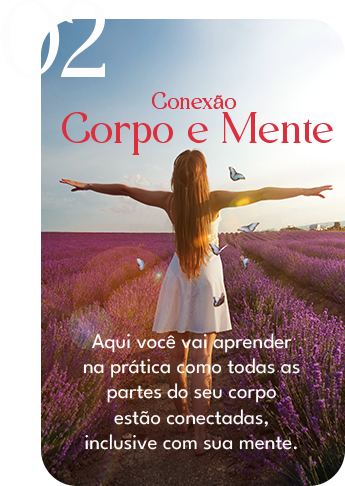 02
Conexão
Corpo e Mente
Aqui você vai aprender
na prática como todas as
partes do seu corpo
estão conectadas,
inclusive com sua mente.